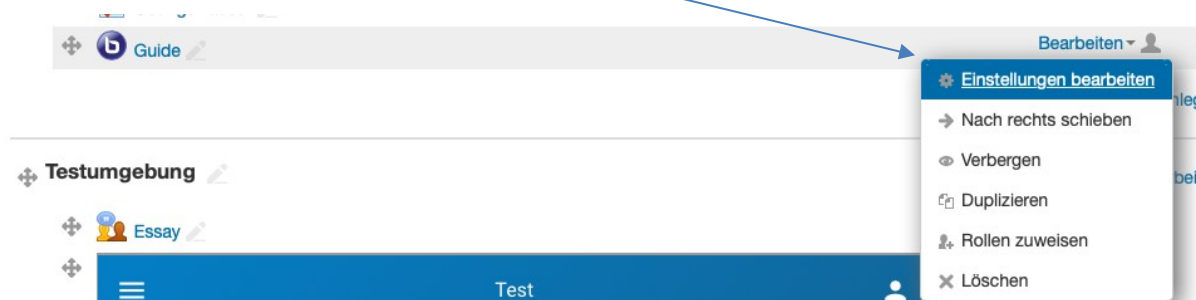 Guide
Bearbeiten
Einstellungen bearbeiten
Nach rechts schieben
Verbergen
Duplizieren
Rollen zuweisen
Löschen
Testumgebung
Essay
Test